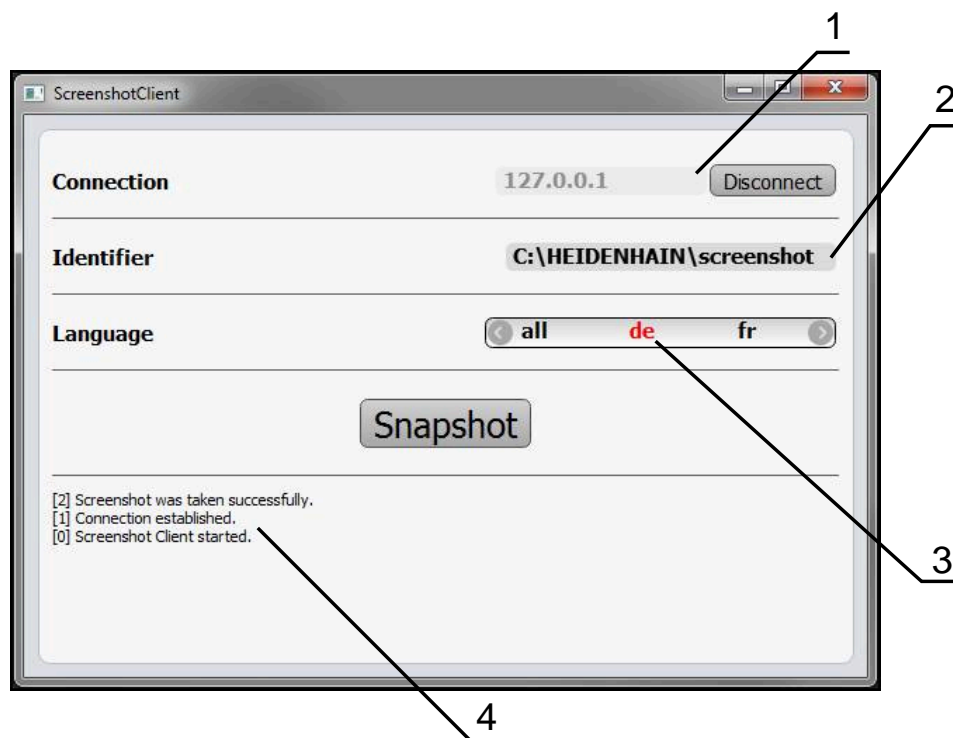 1
ScreenshotClient
2
Connection 127.0.0.1 Disconnect
Identifier C:\HEIDENHAIN\screenshot
Language all de fr
Snapshot
[2] Screenshot was taken successfully.
[1] Connection established.
[0] Screenshot Client started.
3
4